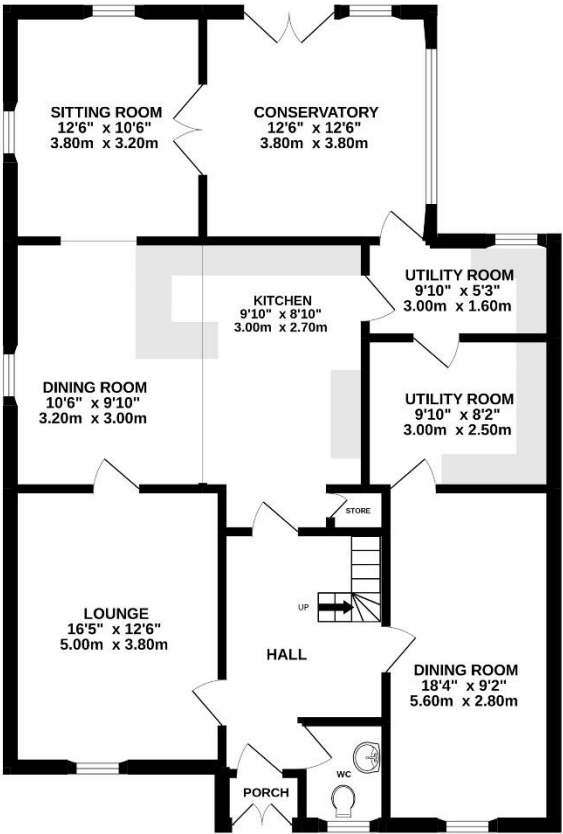 SITTING ROOM
12'6" x 10'6"
3.80m x 3.20m
CONSERVATORY
12'6" x 12'6"
3.80m x 3.80m
UTILITY ROOM
9'10" x 5'3"
3.00m x 1.60m
KITCHEN
9'10" x 8'10"
3.00m x 2.70m
DINING ROOM
10'6" x 9'10"
3.20m x 3.00m
UTILITY ROOM
9'10" x 8'2"
3.00m x 2.50m
STORE
LOUNGE
16'5" x 12'6"
5.00m x 3.80m
UP
HALL
DINING ROOM
18'4" x 9'2"
5.60m x 2.80m
WC
PORCH